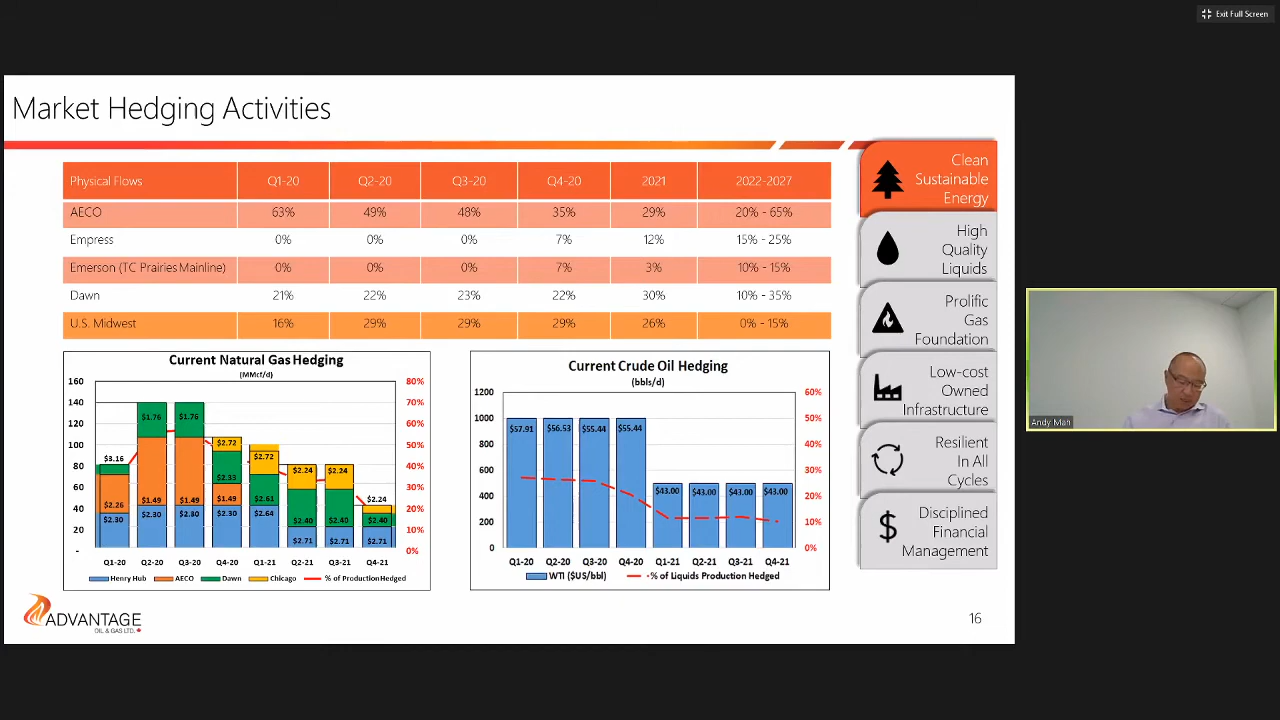 Exit Full Screen
Market Hedging Activities
Physical Flows Q1-20 Q2-20 Q3-20 Q4-20 2021 2022-2027
AECO 63% 49% 48% 35% 29% 20% - 65%
Empress 0% 0% 0% 7% 12% 15% - 25%
Emerson (TC Prairies Mainline) 0% 0% 0% 7% 3% 10% - 15%
Dawn 21% 22% 23% 22% 30% 10% - 35%
U.S. Midwest 16% 29% 29% 29% 26% 0% - 15%
Current Natural Gas Hedging
(MMcf/d)
160 80%
140 70%
120 60%
100 50%
80 40%
60 30%
40 20%
20 10%
- 0%
$3.16 $2.26 $2.30
$1.76 $1.49 $2.30
$1.76 $1.49 $2.30
$2.72 $2.33 $1.49 $2.30
$2.72 $2.61 $2.64
$2.24 $2.40 $2.71
$2.24 $2.40 $2.71
$2.24 $2.40 $2.71
Q1-20 Q2-20 Q3-20 Q4-20 Q1-21 Q2-21 Q3-21 Q4-21
Henry Hub AECO Dawn Chicago % of Production Hedged
Current Crude Oil Hedging
(bbls/d)
1200 60%
1000 50%
800 40%
600 30%
400 20%
200 10%
0 0%
$57.91 $56.53 $55.44 $55.44 $43.00 $43.00 $43.00 $43.00
Q1-20 Q2-20 Q3-20 Q4-20 Q1-21 Q2-21 Q3-21 Q4-21
WTI ($US/bbl) % of Liquids Production Hedged
Clean
Sustainable
Energy
High
Quality
Liquids
Prolific
Gas
Foundation
Low-cost
Owned
Infrastructure
Resilient
In All
Cycles
$
Disciplined
Financial
Management
ADVANTAGE
OIL & GAS LTD.
16
Andy Mah